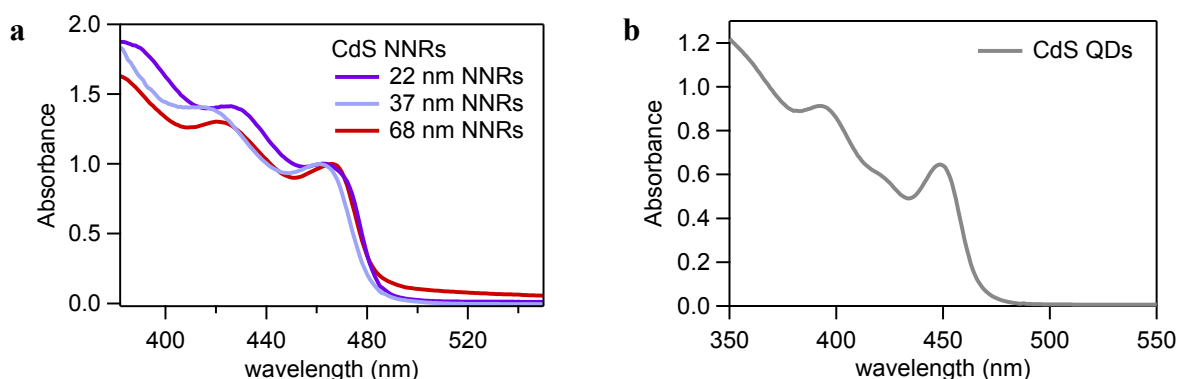 a
2.0
1.5
1.0
0.5
0.0
Absorbance
400
440
480
520
wavelength (nm)
CdS NNRs
22 nm NNRs
37 nm NNRs
68 nm NNRs
b
1.2
1.0
0.8
0.6
0.4
0.2
0.0
Absorbance
350
400
450
500
550
wavelength (nm)
CdS QDs